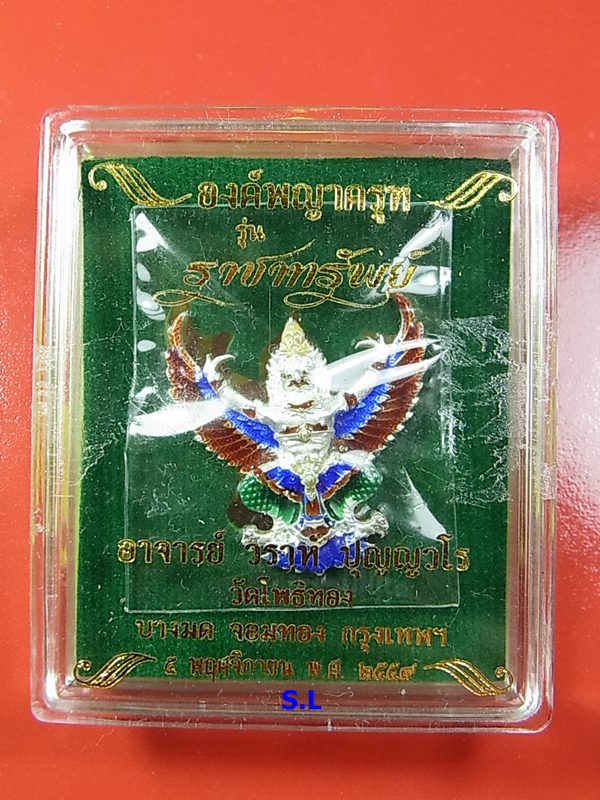 องค์พญาครุฑ
รุ่น
ราชาทรัพย์
อาจารย์ วราห์ ปุญญวโร
วัดโพธิทอง
บางมด จอมทอง กรุงเทพฯ
๕ พฤศจิกายน พ.ศ. ๒๕๕๙
S.L